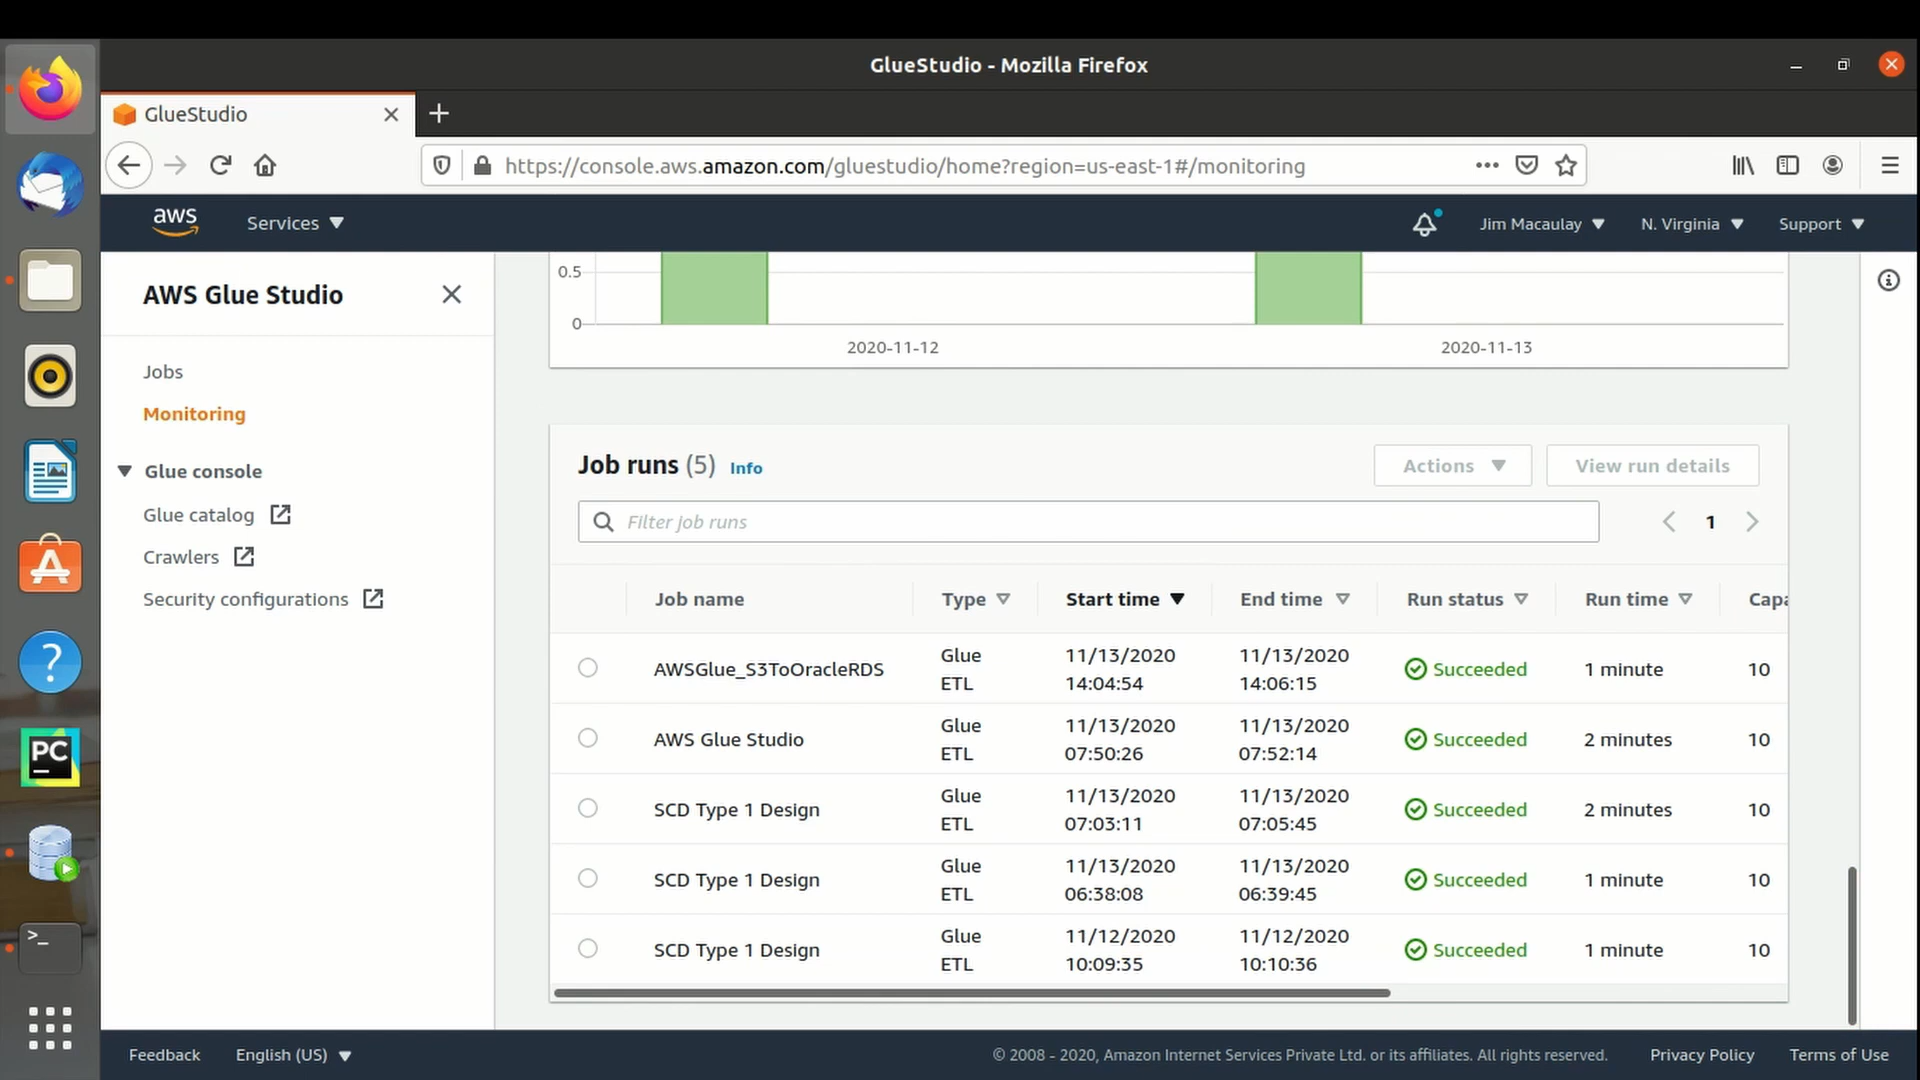 GlueStudio - Mozilla Firefox
GlueStudio
https://console.aws.amazon.com/gluestudio/home?region=us-east-1#/monitoring
aws
Services
Jim Macaulay
N. Virginia
Support
AWS Glue Studio
Jobs
Monitoring
Glue console
Glue catalog
Crawlers
Security configurations
0.5
0
2020-11-12
2020-11-13
Job runs (5) Info
Actions
View run details
Filter job runs
1
Job name Type Start time End time Run status Run time Capa
AWSGlue_S3ToOracleRDS Glue ETL 11/13/2020 14:04:54 11/13/2020 14:06:15 Succeeded 1 minute 10
AWS Glue Studio Glue ETL 11/13/2020 07:50:26 11/13/2020 07:52:14 Succeeded 2 minutes 10
SCD Type 1 Design Glue ETL 11/13/2020 07:03:11 11/13/2020 07:05:45 Succeeded 2 minutes 10
SCD Type 1 Design Glue ETL 11/13/2020 06:38:08 11/13/2020 06:39:45 Succeeded 1 minute 10
SCD Type 1 Design Glue ETL 11/12/2020 10:09:35 11/12/2020 10:10:36 Succeeded 1 minute 10
PC
Feedback
English (US)
© 2008 - 2020, Amazon Internet Services Private Ltd. or its affiliates. All rights reserved.
Privacy Policy
Terms of Use